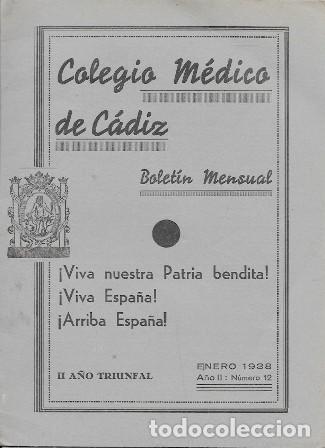 Colegio Médico
de Cádiz
Boletín Mensual
¡Viva nuestra Patria bendita!
¡Viva España!
¡Arriba España!
II AÑO TRIUNFAL
ENERO 1938
Año II : Número 12
todocoleccion